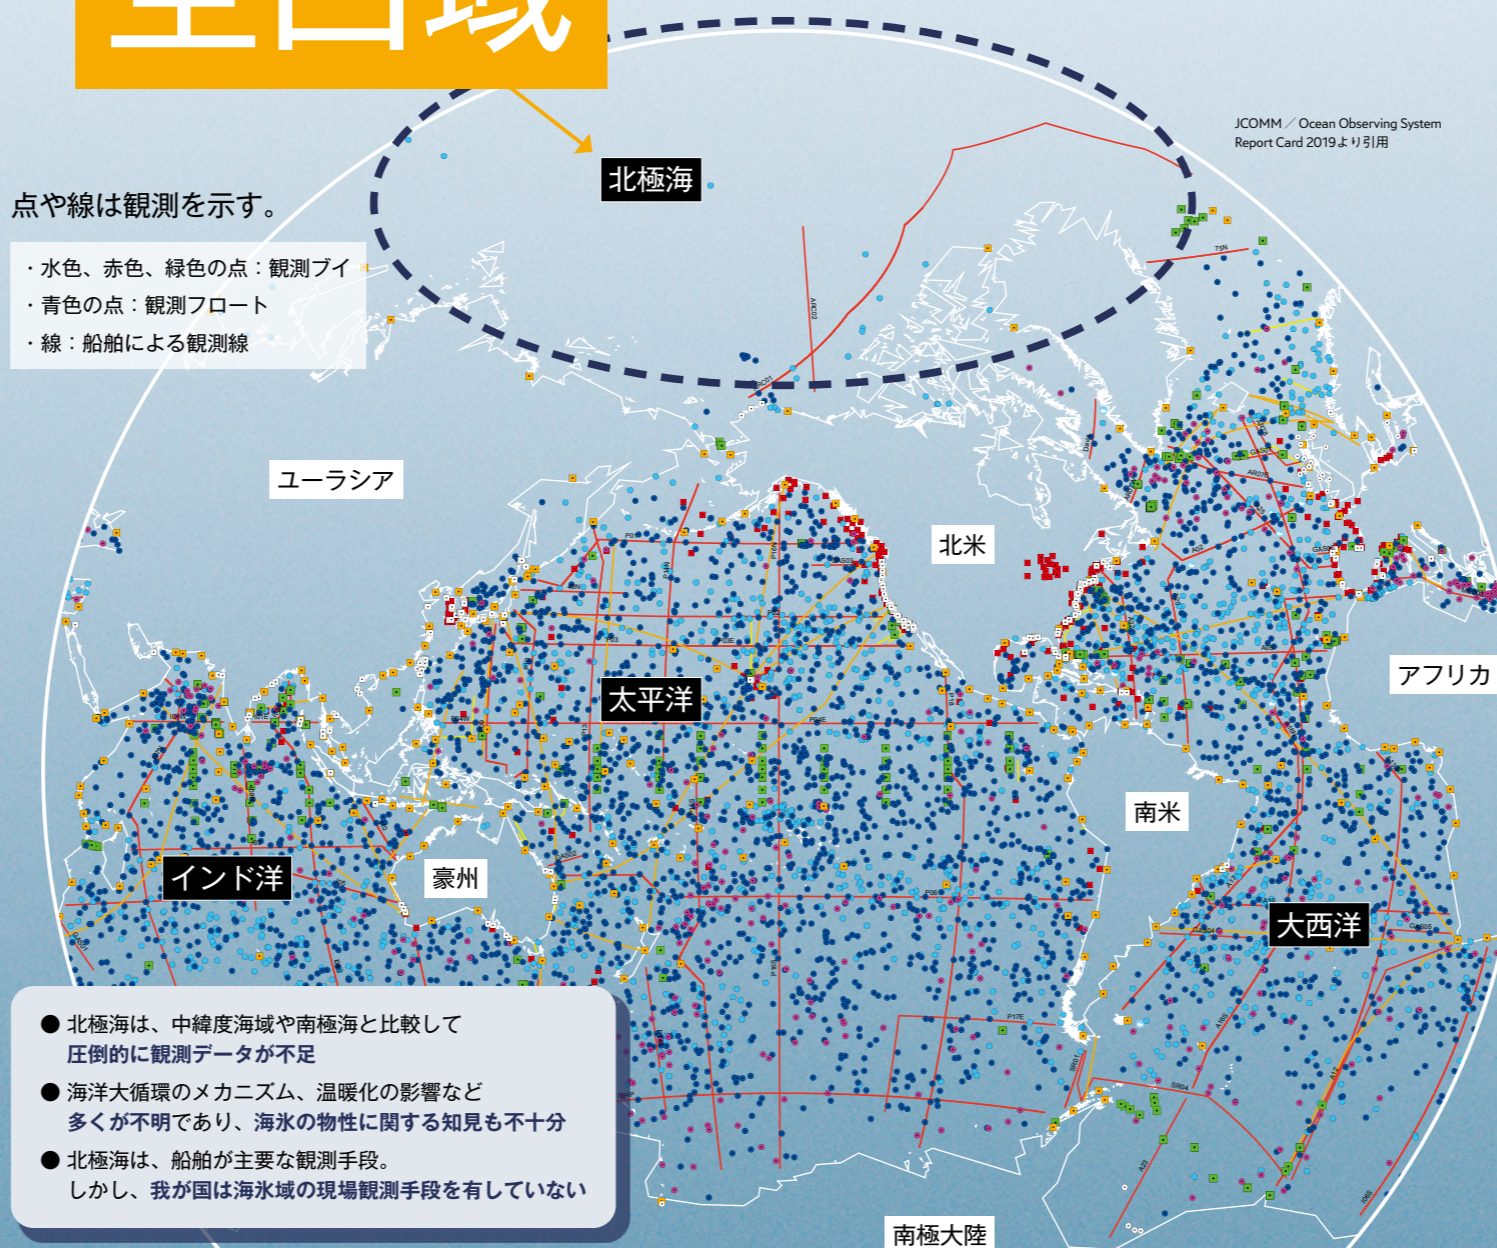 JCOMM／Ocean Observing System
Report Card 2019より引用
北極海
点や線は観測を示す。
・水色、赤色、緑色の点：観測ブイ
・青色の点：観測フロート
・線：船舶による観測線
75N
ARC02
ARC01
ユーラシア
北米
アフリカ
太平洋
南米
インド洋
豪州
大西洋
P06
P17E
SR04
SR01
A23
● 北極海は、中緯度海域や南極海と比較して
圧倒的に観測データが不足
● 海洋大循環のメカニズム、温暖化の影響など
多くが不明であり、海氷の物性に関する知見も不十分
● 北極海は、船舶が主要な観測手段。
しかし、我が国は海氷域の現場観測手段を有していない
南極大陸